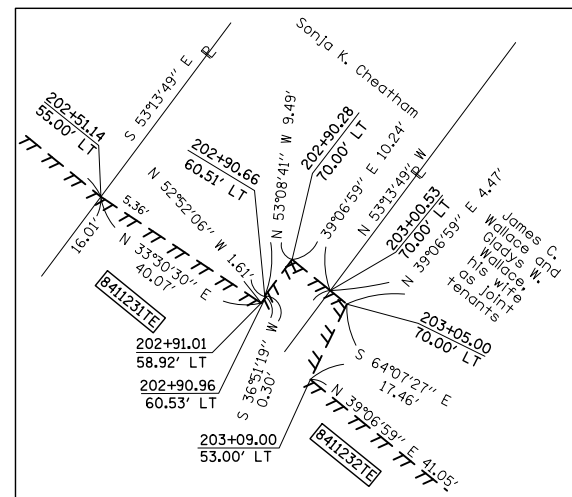 Sonja K. Cheatham
S 53°13'49" E
202+51.14
55.00' LT
202+90.66
60.51' LT
N 53°08'41" W 9.49'
202+90.28
70.00' LT
39°06'59" E 10.24'
N 53°13'49" W
203+00.53
70.00' LT
N 39°06'59" E 4.47'
James C.
Wallace and
Gladys W.
Wallace,
his wife
as joint
tenants
5.36'
16.01'
N 52°52'06" W 1.61'
N 33°30'30" E
40.07'
8411231TE
202+91.01
58.92' LT
202+90.96
60.53' LT
S 36°51'19" W
0.30'
203+05.00
70.00' LT
S 64°07'27" E
17.46'
203+09.00
53.00' LT
N 39°06'59" E 41.05'
8411232TE